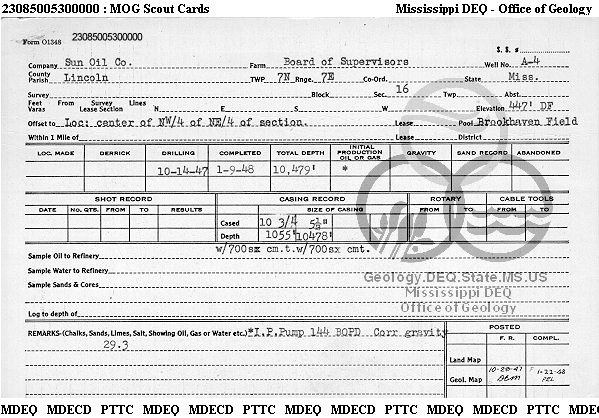 23085005300000 : MOG Scout Cards Mississippi DEQ - Office of Geology
Form O1348 23085005300000
S. S. #
Company Sun Oil Co. Farm Board of Supervisors Well No. A-4
County Parish Lincoln TWP 7N Rnge. 7E Co-Ord. State Miss.
Survey Block Sec. 16 Twp. Abst.
Feet Varas From Survey Lines Lease Section N E S W Elevation 447' DF
Offset to Loc: center of NW/4 of NE/4 of section. Lease Pool Brookhaven Field
Within 1 Mile of Lease District
LOC. MADE DERRICK DRILLING COMPLETED TOTAL DEPTH INITIAL PRODUCTION OIL OR GAS GRAVITY SAND RECORD ABANDONED
10-14-47 1-9-48 10,479' *
SHOT RECORD CASING RECORD ROTARY CABLE TOOLS
DATE No. QTS. FROM TO RESULTS SIZE OF CASING FROM TO FROM TO
Cased 10 3/4 5½"
Depth 1055' 10478'
w/700sx cm.t. w/700sx cmt.
Sample Oil to Refinery
Sample Water to Refinery
Sample Sands & Cores
Geology.DEQ.State.MS.US
Mississippi DEQ
Office of Geology
Log to depth of
REMARKS-(Chalks, Sands, Limes, Salt, Showing Oil, Gas or Water etc.) *I.P.Pump 144 BOPD Corr gravity
29.3
POSTED
F. R. COMPL.
Land Map
Geol. Map 10-23-47 1-22-48
MDEQ MDECD PTTC MDEQ MDECD PTTC MDEQ MDECD PTTC MDEQ MDECD PTTC MDEQ